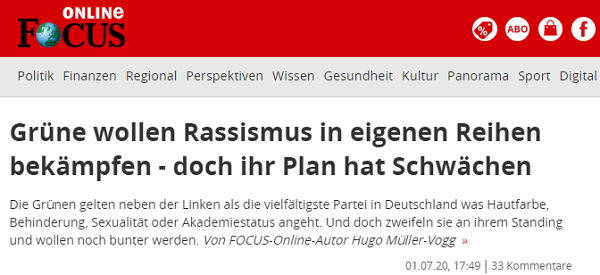 ONLINE
FOCUS
% ABO f
Politik Finanzen Regional Perspektiven Wissen Gesundheit Kultur Panorama Sport Digital
Grüne wollen Rassismus in eigenen Reihen
bekämpfen - doch ihr Plan hat Schwächen
Die Grünen gelten neben der Linken als die vielfältigste Partei in Deutschland was Hautfarbe,
Behinderung, Sexualität oder Akademiestatus angeht. Und doch zweifeln sie an ihrem Standing
und wollen noch bunter werden. Von FOCUS-Online-Autor Hugo Müller-Vogg »
01.07.20, 17:49 | 33 Kommentare